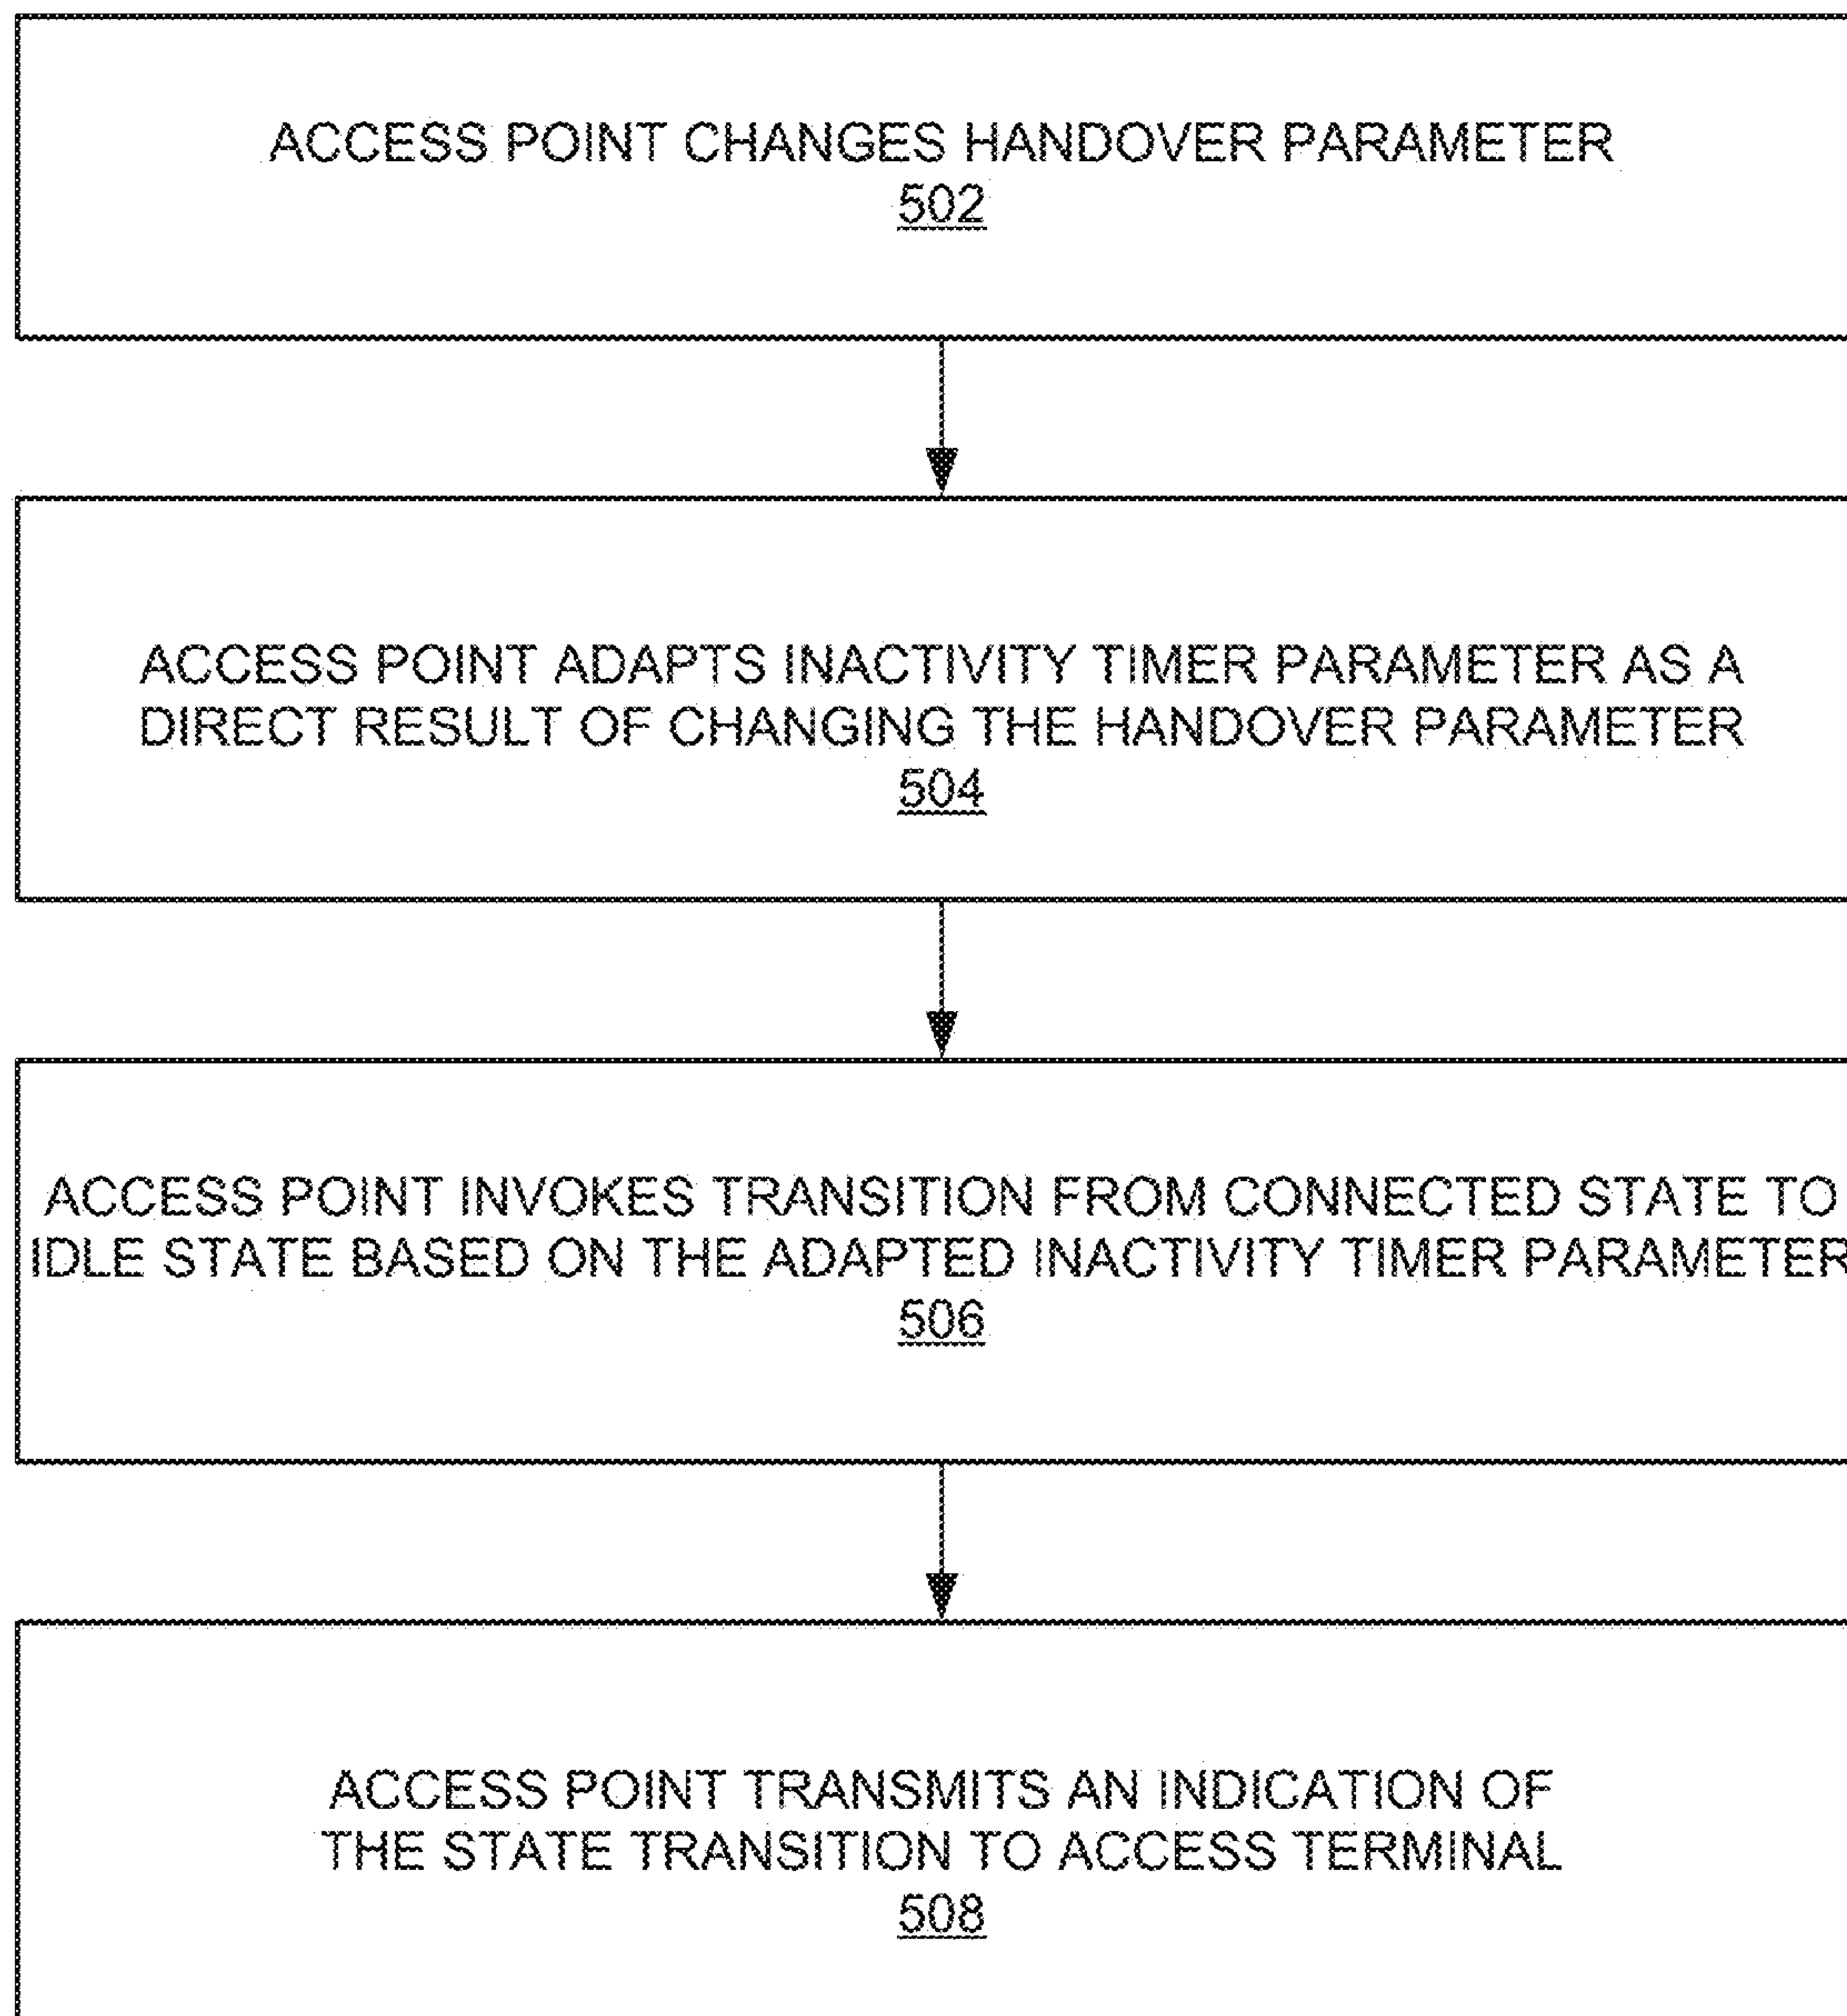 ACCESS POINT CHANGES HANDOVER PARAMETER
502
ACCESS POINT ADAPTS INACTIVITY TIMER PARAMETER AS A
DIRECT RESULT OF CHANGING THE HANDOVER PARAMETER
504
ACCESS POINT INVOKES TRANSITION FROM CONNECTED STATE TO
IDLE STATE BASED ON THE ADAPTED INACTIVITY TIMER PARAMETER
506
ACCESS POINT TRANSMITS AN INDICATION OF
THE STATE TRANSITION TO ACCESS TERMINAL
508